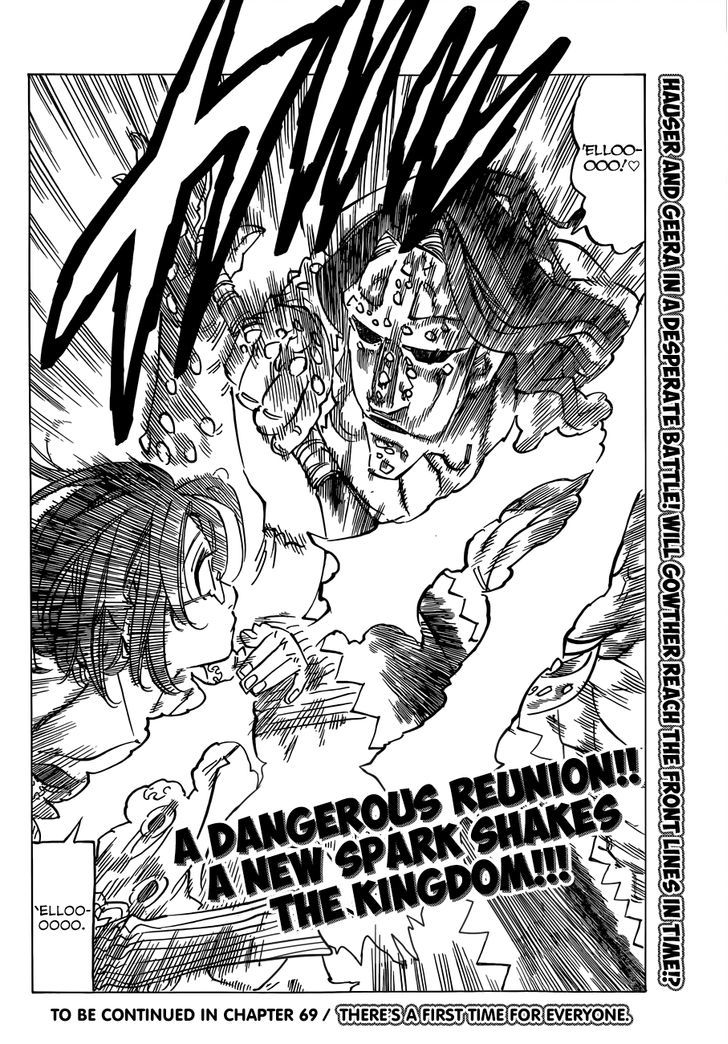 'ELLOO-
OOO!♡
HAUSER AND GEERA IN A DESPERATE BATTLE! WILL GOWTHER REACH THE FRONT LINES IN TIME!?
A DANGEROUS REUNION!!
A NEW SPARK SHAKES
THE KINGDOM!!!
'ELLOO-
OOOO.
TO BE CONTINUED IN CHAPTER 69 / THERE'S A FIRST TIME FOR EVERYONE.